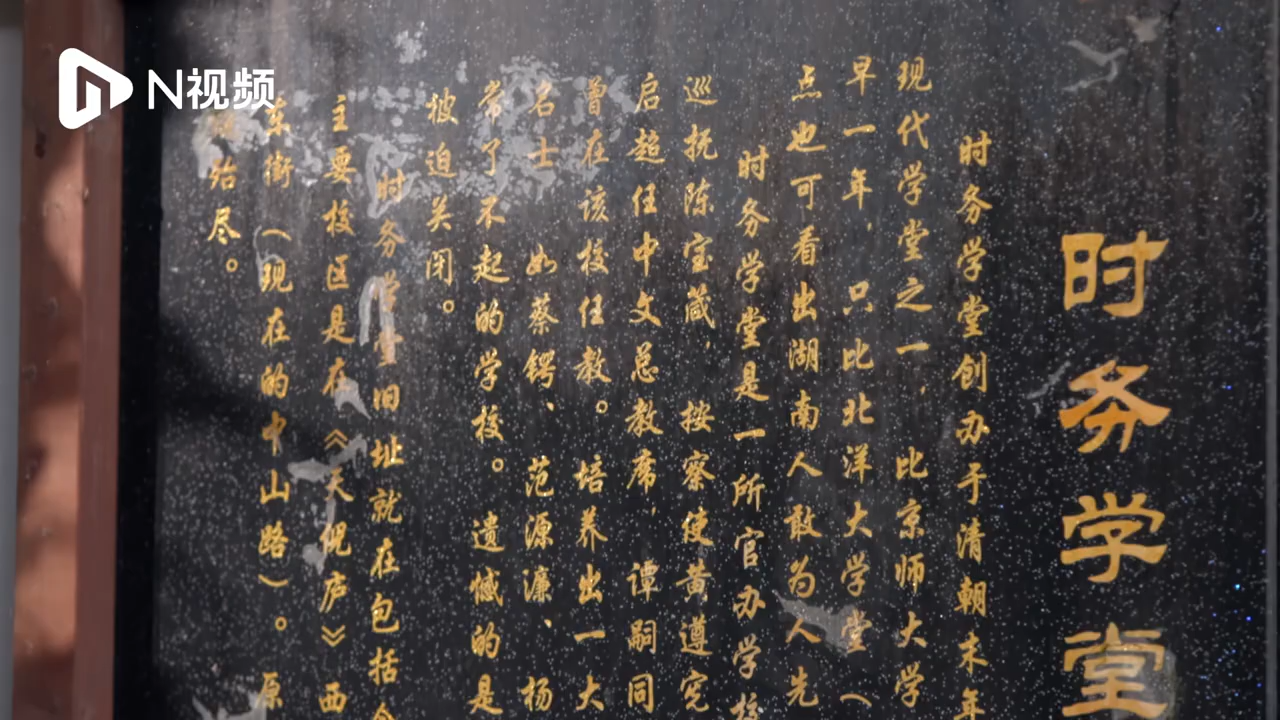 N视频
时务学堂
时务学堂创办于清朝末年
现代学堂之一，比京师大学
早一年，只比北洋大学堂（
点也可看出湖南人敢为人先
时务学堂是一所官办学校
巡抚陈宝葴，按察使黄遵宪
启超任中文总教席，谭嗣同
曾在该校任教。培养出一大
名士 如蔡锷、范源濂、杨
常了不起的学校。遗憾的是
被迫关闭。
时务学堂旧址就在包括
主要校区是在《天倪庐》西
东街（现在的中山路）。原
殆尽。